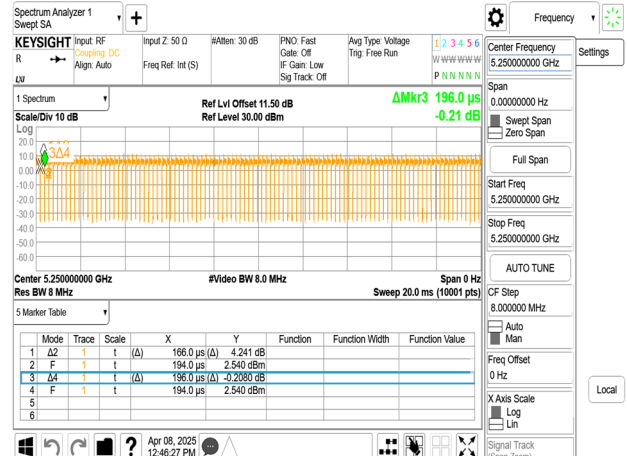 Spectrum Analyzer 1
Swept SA
Frequency
KEYSIGHT
R
LXI
Input: RF
Coupling: DC
Align: Auto
Input Z: 50 Ω
Freq Ref: Int (S)
#Atten: 30 dB
PNO: Fast
Gate: Off
IF Gain: Low
Sig Track: Off
Avg Type: Voltage
Trig: Free Run
1 2 3 4 5 6
W W W W W W
P N N N N N
1 Spectrum
Scale/Div 10 dB
Ref Lvl Offset 11.50 dB
Ref Level 30.00 dBm
ΔMkr3 196.0 µs
-0.21 dB
Log
20.0
10.0
0.00
-10.0
-20.0
-30.0
-40.0
-50.0
-60.0
3Δ4
Center 5.250000000 GHz
Res BW 8 MHz
#Video BW 8.0 MHz
Span 0 Hz
Sweep 20.0 ms (10001 pts)
5 Marker Table
Mode Trace Scale X Y Function Function Width Function Value
1 Δ2 1 t (Δ) 166.0 µs (Δ) 4.241 dB
2 F 1 t 194.0 µs 2.540 dBm
3 Δ4 1 t (Δ) 196.0 µs (Δ) -0.2080 dB
4 F 1 t 194.0 µs 2.540 dBm
5
6
Apr 08, 2025
12:46:27 PM
Center Frequency
5.250000000 GHz
Span
0.00000000 Hz
Swept Span
Zero Span
Full Span
Start Freq
5.250000000 GHz
Stop Freq
5.250000000 GHz
AUTO TUNE
CF Step
8.000000 MHz
Auto
Man
Freq Offset
0 Hz
X Axis Scale
Log
Lin
Signal Track
(Span Zoom)
Settings
Local